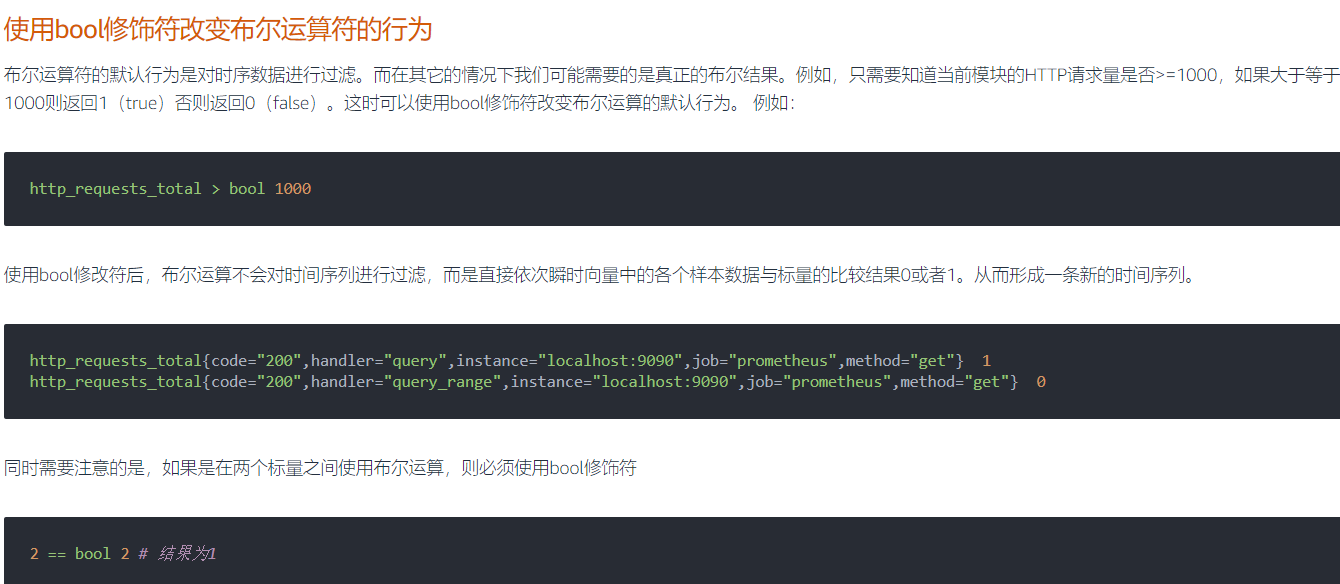 使用bool修饰符改变布尔运算符的行为
布尔运算符的默认行为是对时序数据进行过滤。而在其它的情况下我们可能需要的是真正的布尔结果。例如，只需要知道当前模块的HTTP请求量是否>=1000，如果大于等于
1000则返回1（true）否则返回0（false）。这时可以使用bool修饰符改变布尔运算的默认行为。 例如：
http_requests_total > bool 1000
使用bool修改符后，布尔运算不会对时间序列进行过滤，而是直接依次瞬时向量中的各个样本数据与标量的比较结果0或者1。从而形成一条新的时间序列。
http_requests_total{code="200",handler="query",instance="localhost:9090",job="prometheus",method="get"}  1
http_requests_total{code="200",handler="query_range",instance="localhost:9090",job="prometheus",method="get"}  0
同时需要注意的是，如果是在两个标量之间使用布尔运算，则必须使用bool修饰符
2 == bool 2 # 结果为1